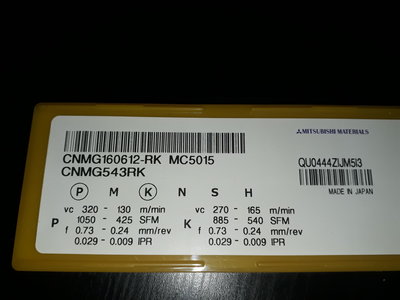 MITSUBISHI MATERIALS
CNMG160612-RK MC5015
CNMG543RK
QU0444ZIJM5I3
MADE IN JAPAN
P M K N S H
P vc 320 - 130 m/min
1050 - 425 SFM
f 0.73 - 0.24 mm/rev
0.029 - 0.009 IPR
K vc 270 - 165 m/min
885 - 540 SFM
f 0.73 - 0.24 mm/rev
0.029 - 0.009 IPR